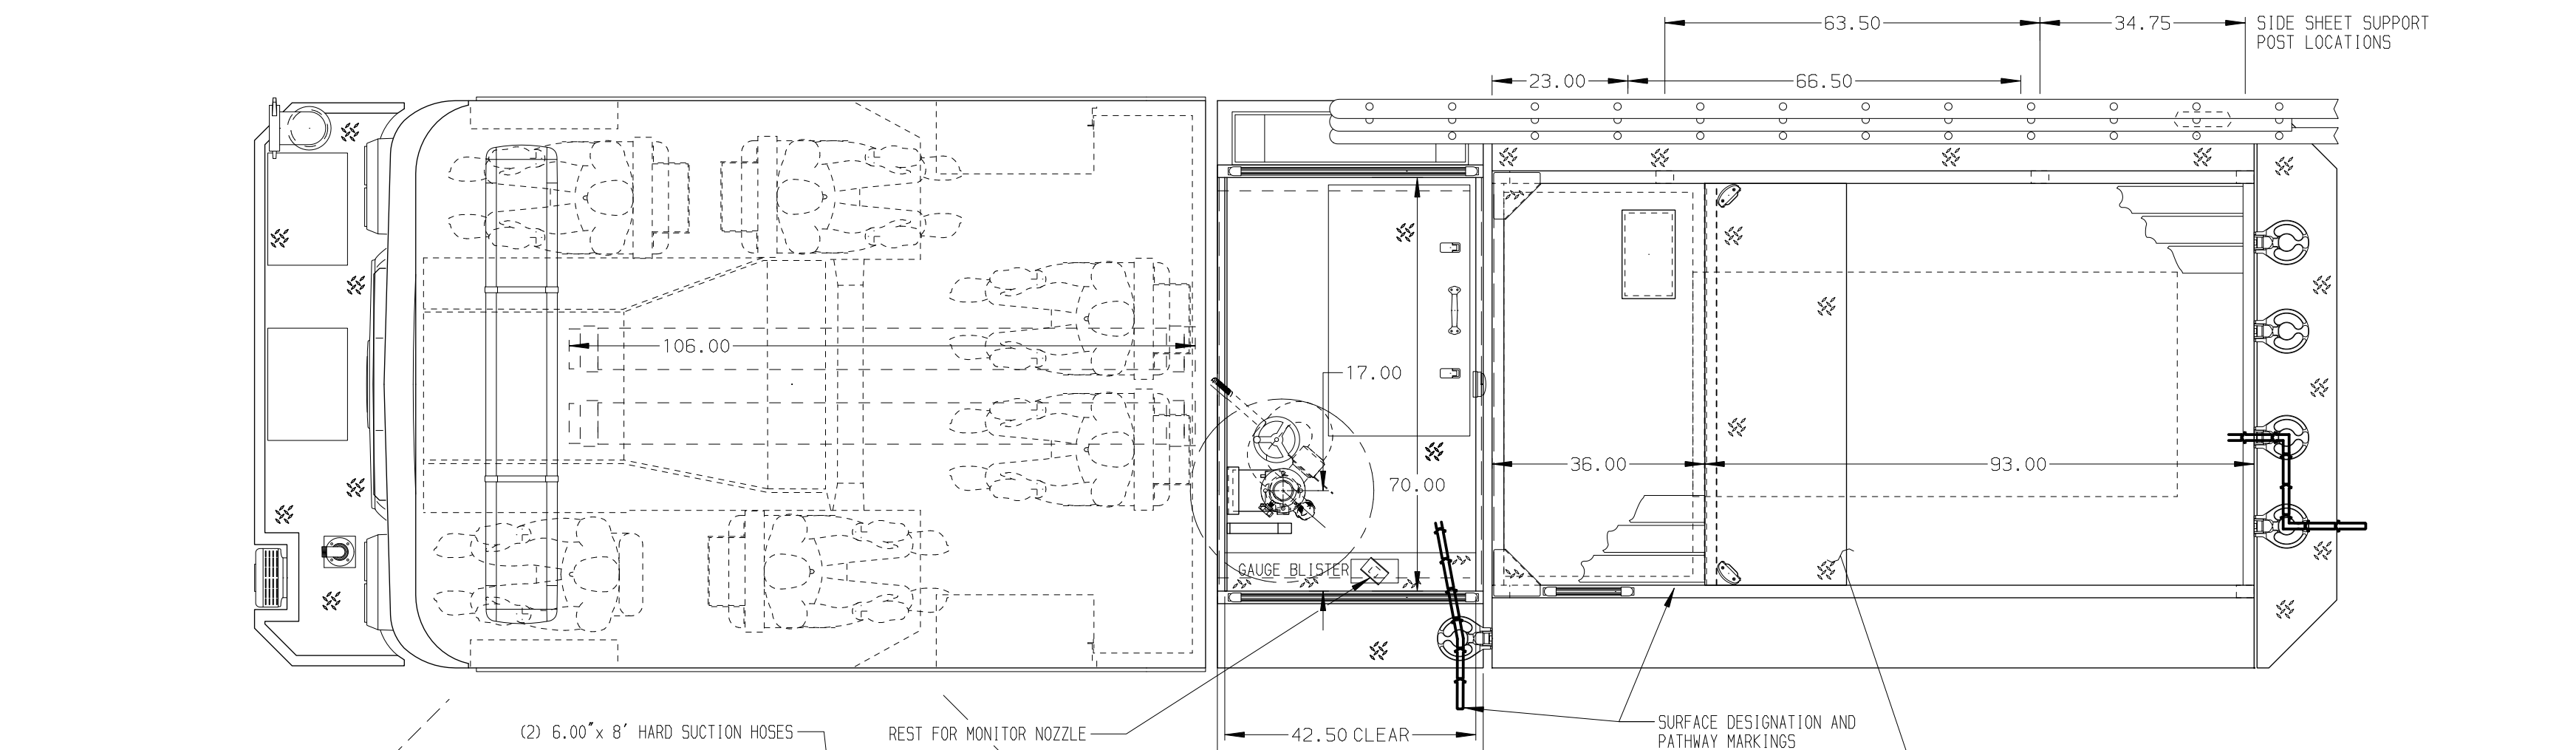 63.50
34.75
SIDE SHEET SUPPORT
POST LOCATIONS
23.00
66.50
106.00
17.00
36.00
93.00
70.00
GAUGE BLISTER
(2) 6.00"x 8' HARD SUCTION HOSES
REST FOR MONITOR NOZZLE
42.50 CLEAR
SURFACE DESIGNATION AND
PATHWAY MARKINGS